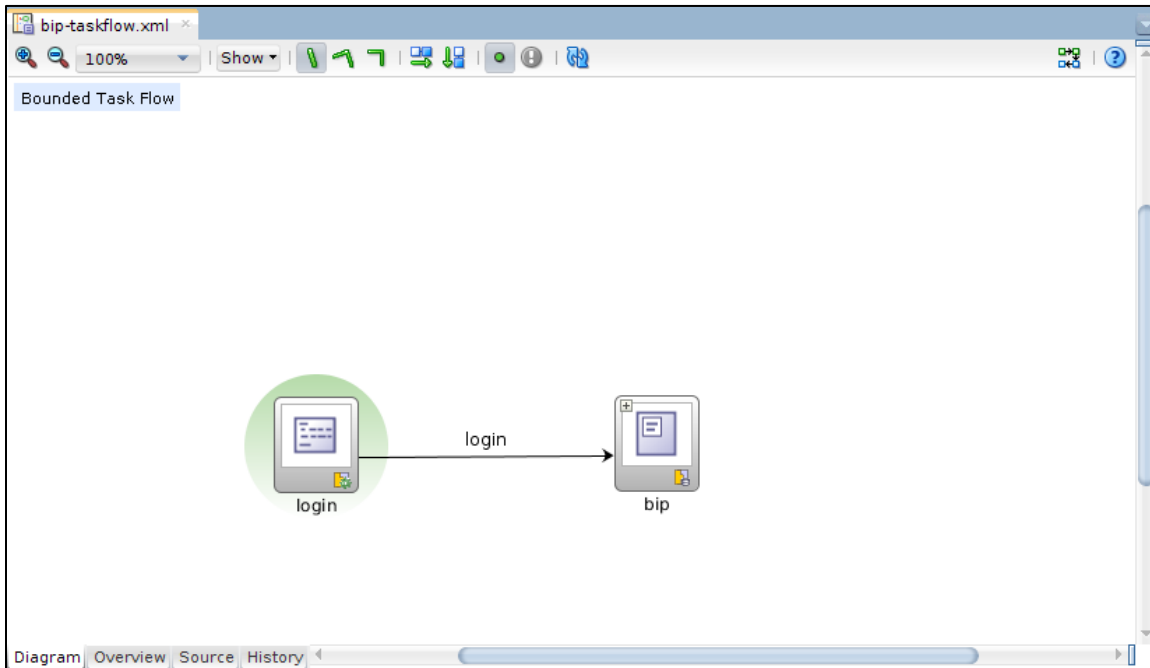 bip-taskflow.xml
100% Show
Bounded Task Flow
login
login
bip
Diagram Overview Source History